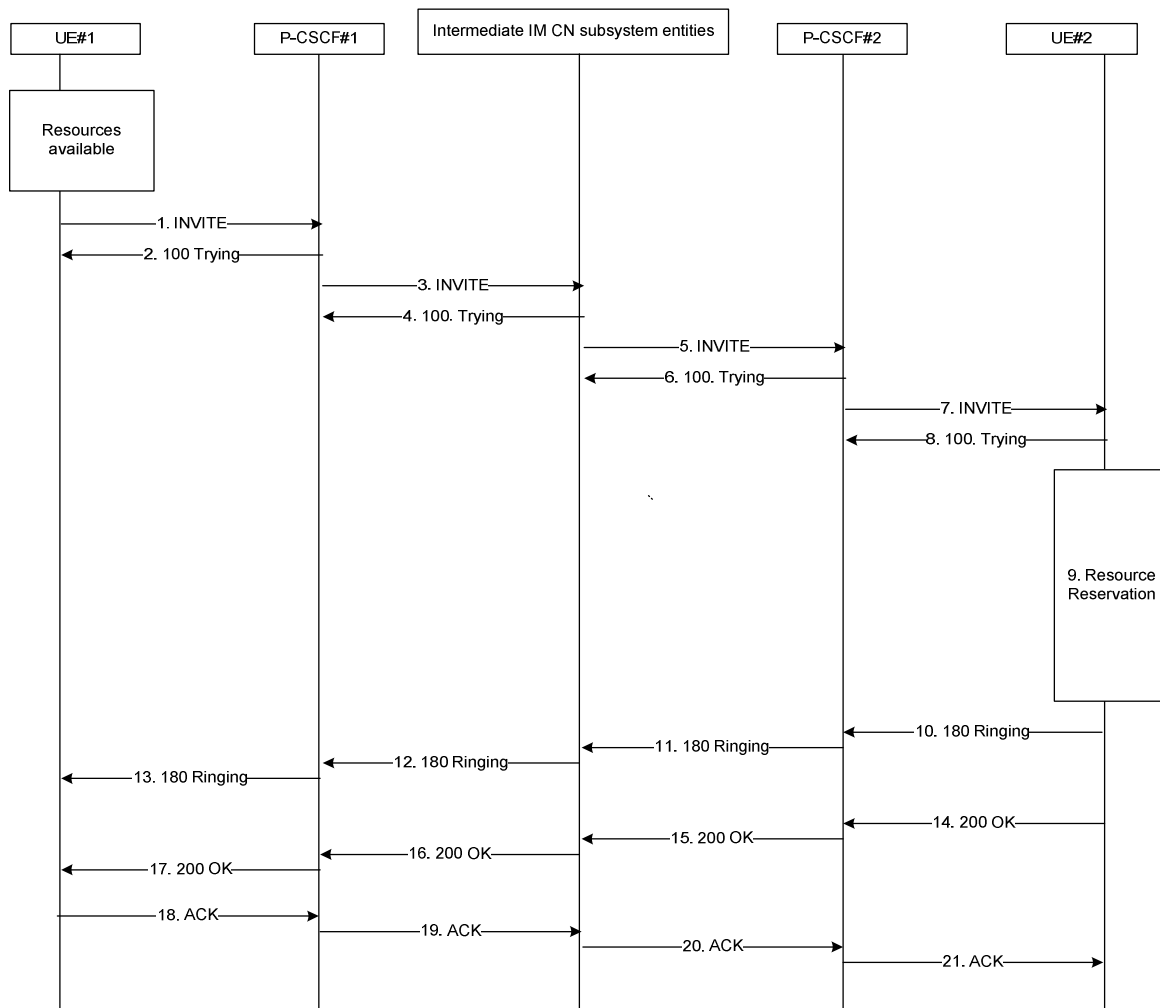 UE#1
P-CSCF#1
Intermediate IM CN subsystem entities
P-CSCF#2
UE#2
Resources
available
1. INVITE
2. 100 Trying
3. INVITE
4. 100. Trying
5. INVITE
6. 100. Trying
7. INVITE
8. 100. Trying
9. Resource
Reservation
10. 180 Ringing
11. 180 Ringing
12. 180 Ringing
13. 180 Ringing
14. 200 OK
15. 200 OK
16. 200 OK
17. 200 OK
18. ACK
19. ACK
20. ACK
21. ACK